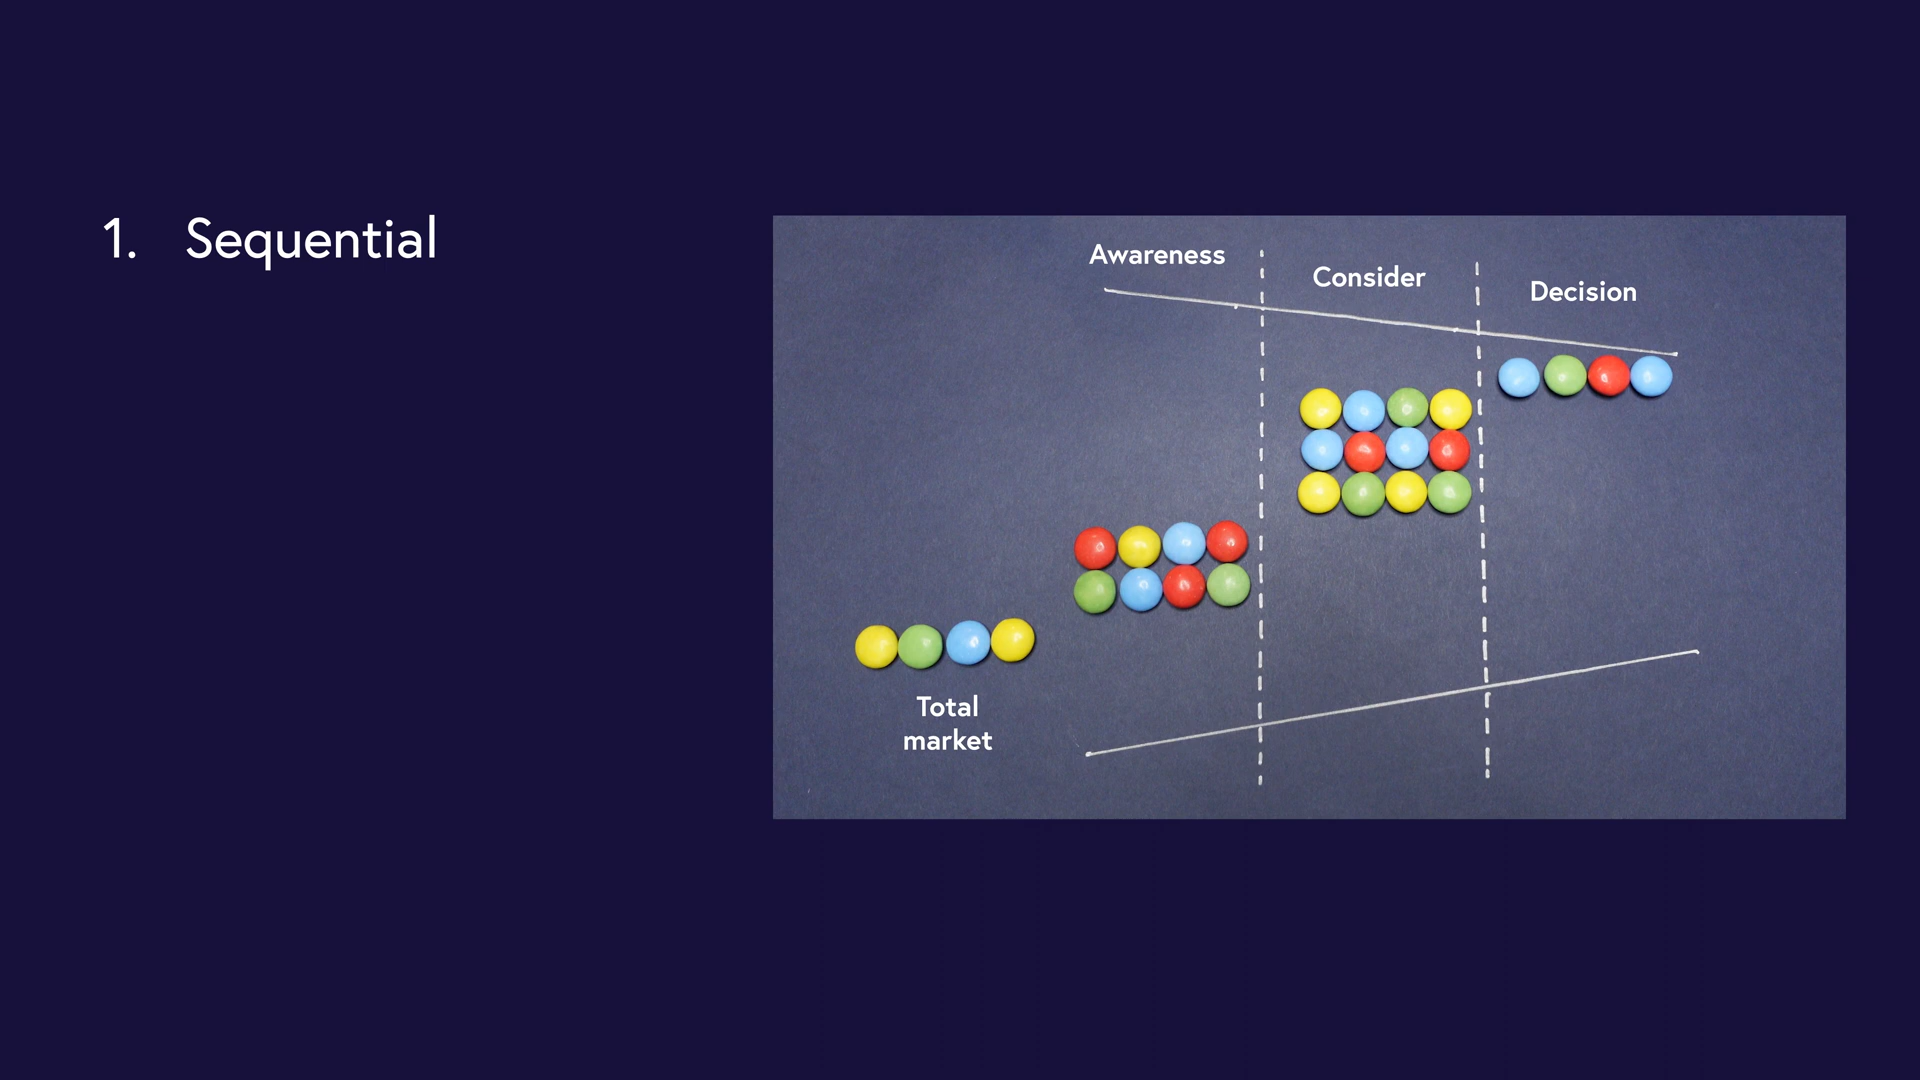 1. Sequential
Awareness
Consider
Decision
Total
market